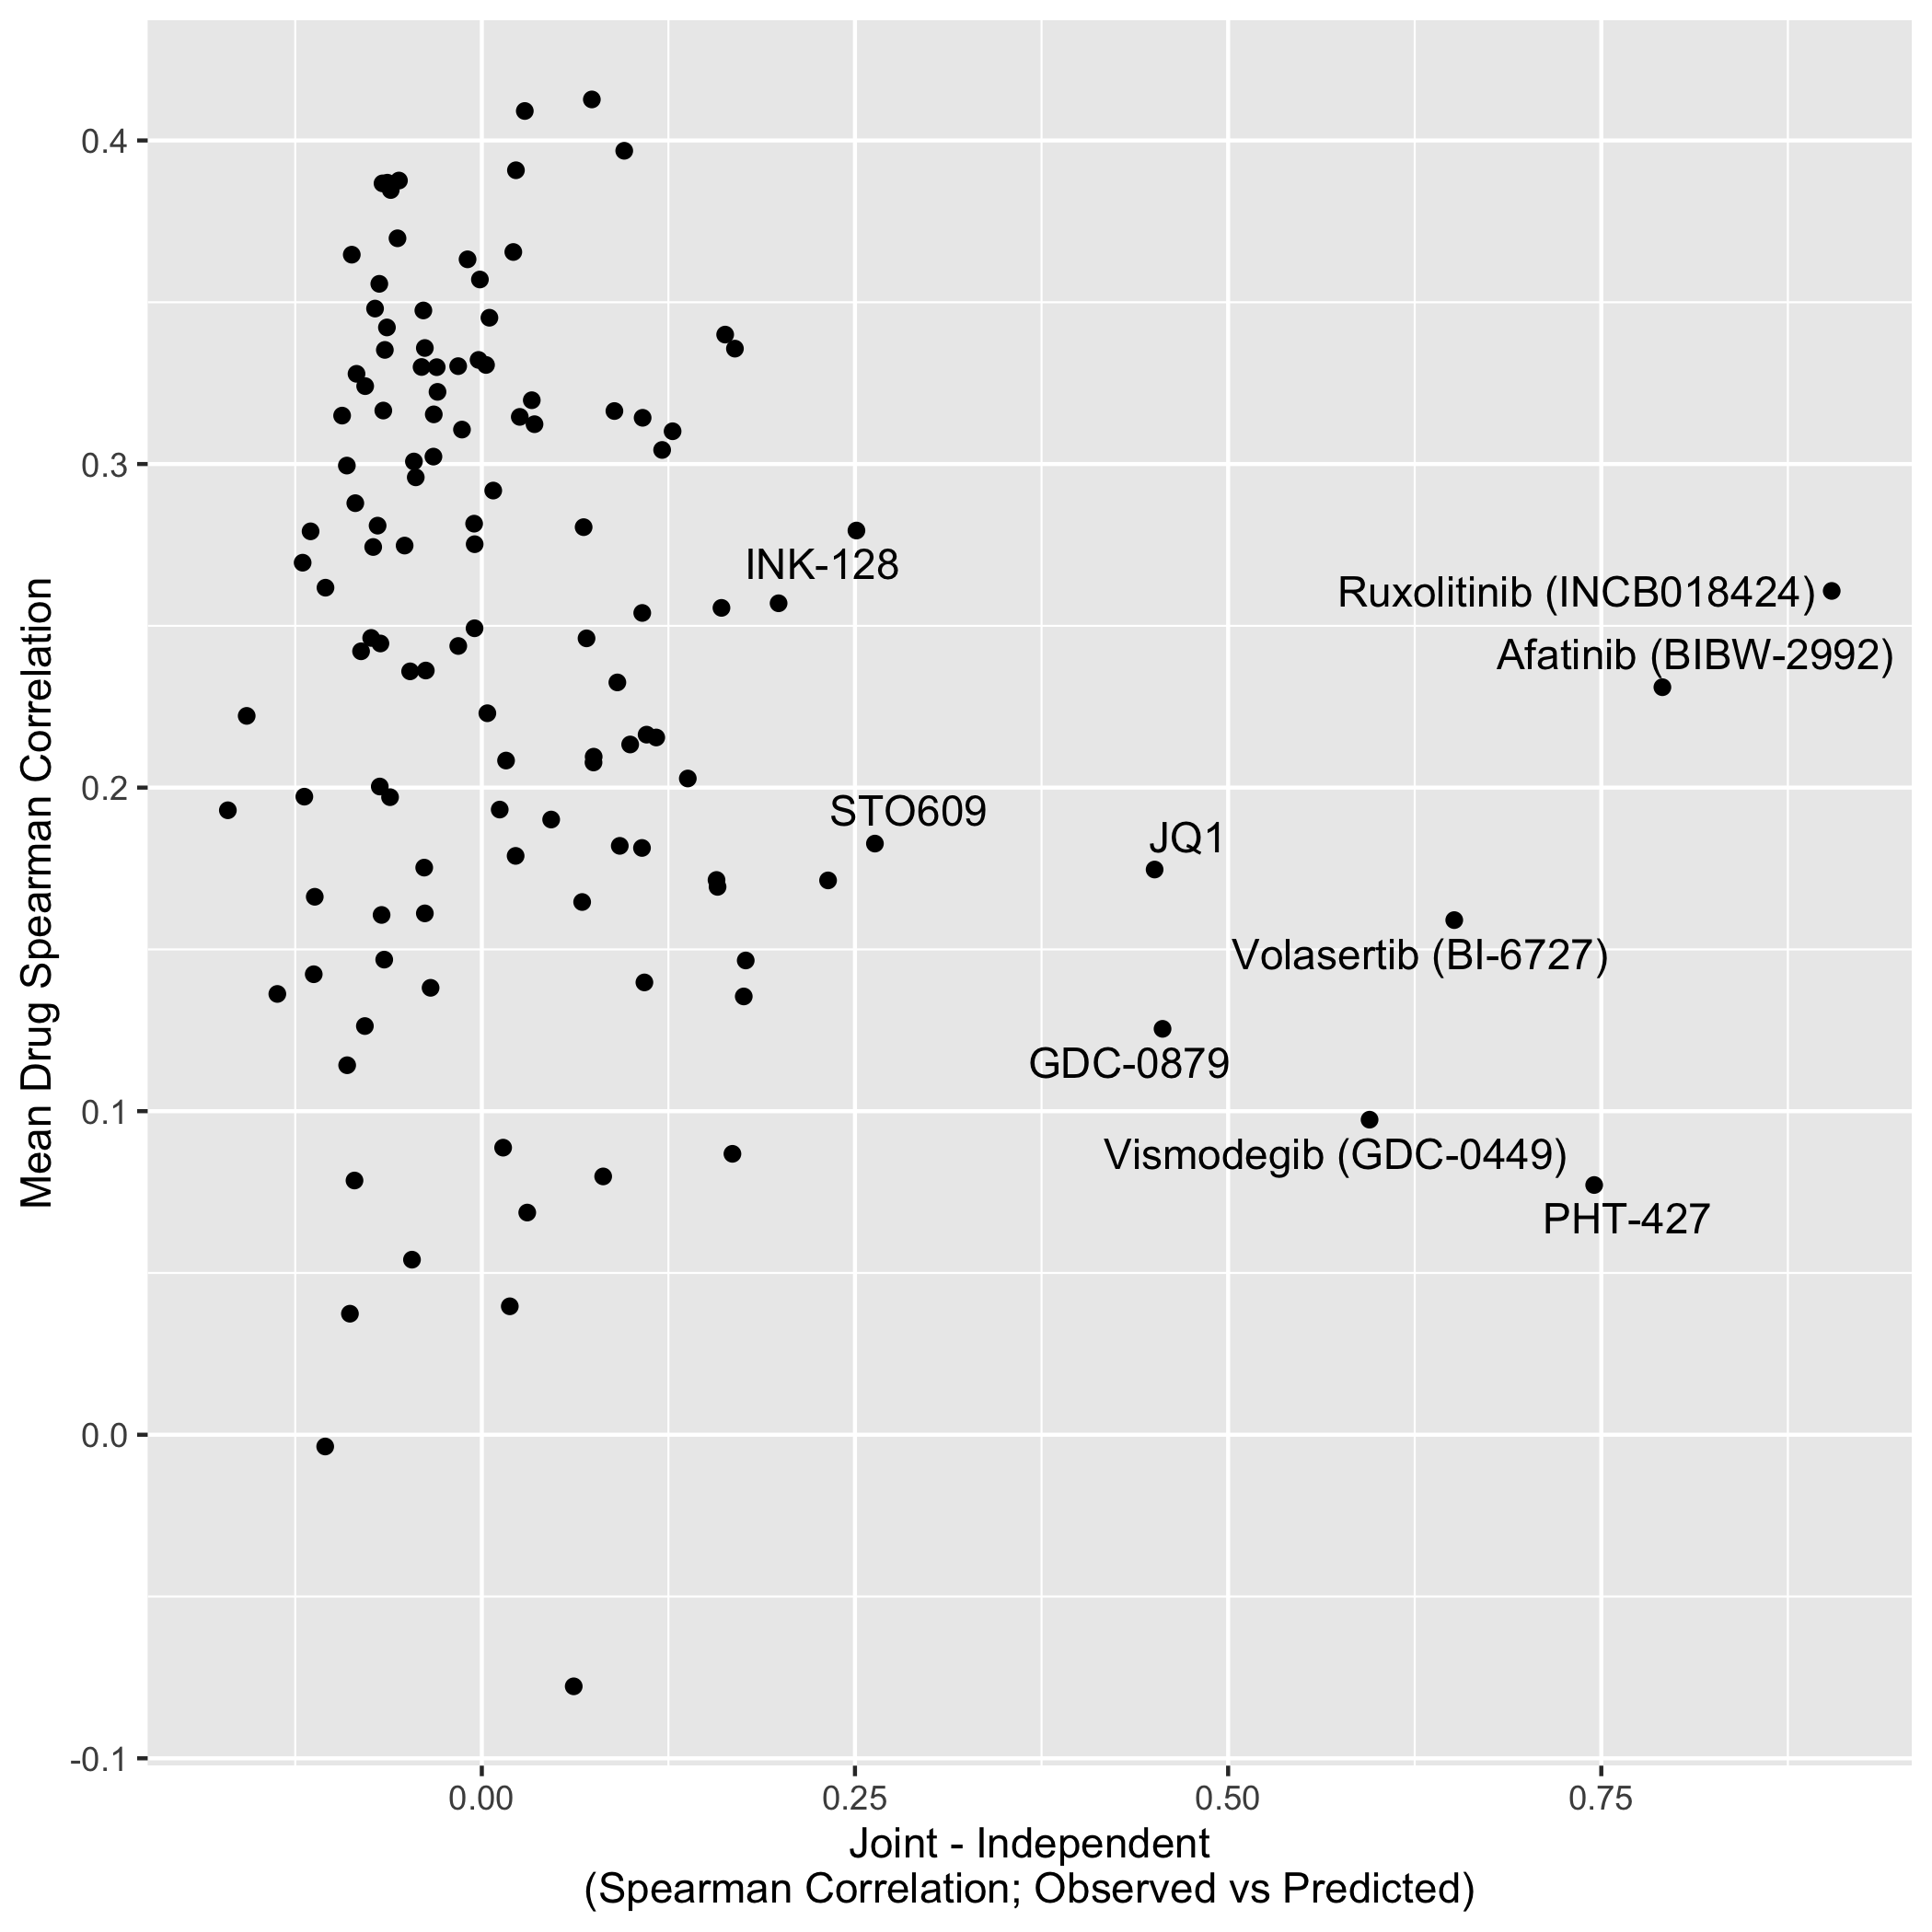 0.4
0.3
INK-128
Ruxolitinib (INCB018424)
Afatinib (BIBW-2992)
0.2
STO609
JQ1
Volasertib (BI-6727)
GDC-0879
0.1
Vismodegib (GDC-0449)
PHT-427
0.0
-0.1
Mean Drug Spearman Correlation
0.00 0.25 0.50 0.75
Joint - Independent
(Spearman Correlation; Observed vs Predicted)